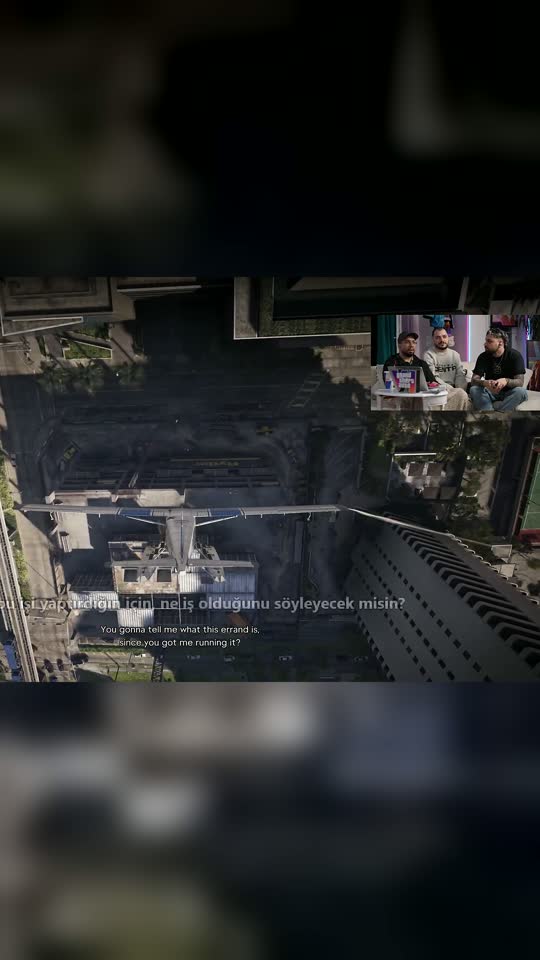 bu işi yaptırdığın için, ne iş olduğunu söyleyecek misin?
You gonna tell me what this errand is,
since you got me running it?